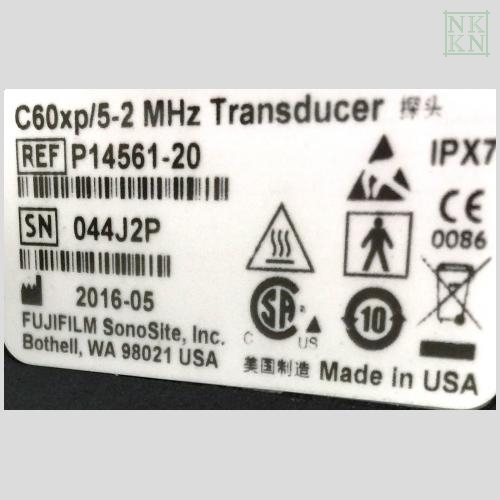 NK
KN
C60xp/5-2 MHz Transducer 探头
REF P14561-20
IPX7
SN 044J2P
CE
0086
2016-05
FUJIFILM SonoSite, Inc.
Bothell, WA 98021 USA
SA
C US
10
美国制造 Made in USA